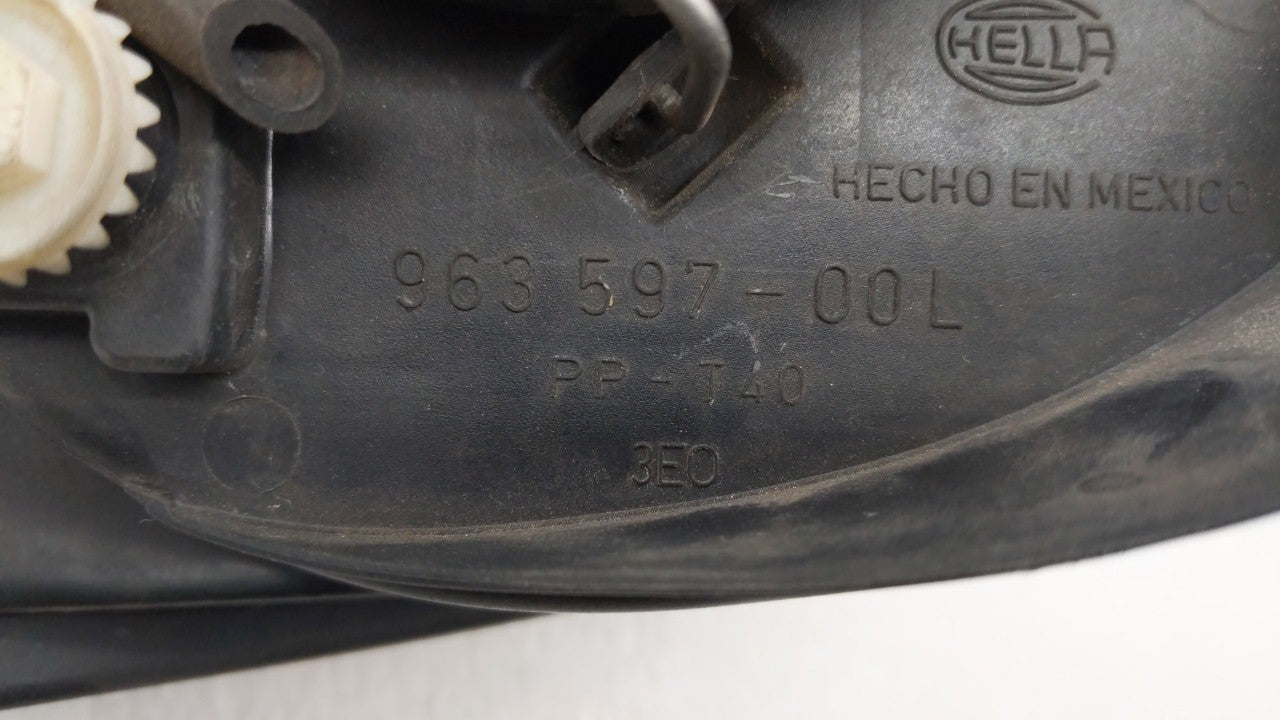 HELLA
HECHO EN MEXICO
963 597-00L
PP-T40
3EO